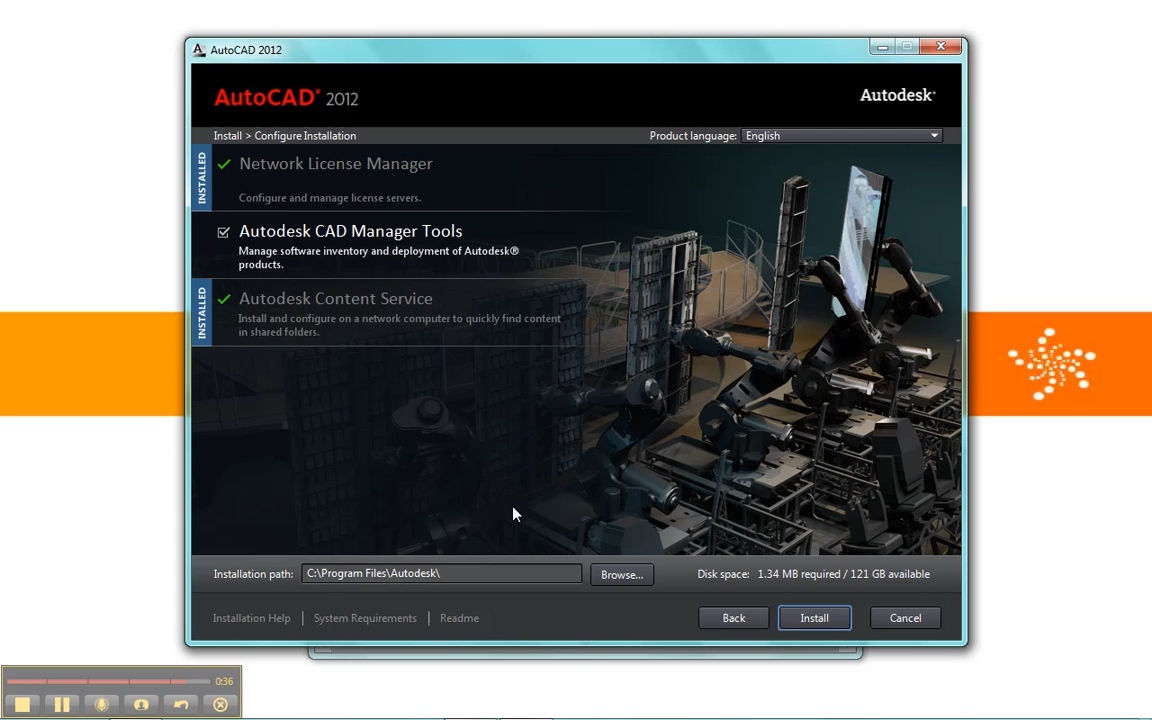 AutoCAD 2012
AutoCAD® 2012
Autodesk®
Install > Configure Installation
Product language: English
INSTALLED
Network License Manager
Configure and manage license servers.
Autodesk CAD Manager Tools
Manage software inventory and deployment of Autodesk®
products.
INSTALLED
Autodesk Content Service
Install and configure on a network computer to quickly find content
in shared folders.
Installation path: C:\Program Files\Autodesk\ Browse... Disk space: 1.34 MB required / 121 GB available
Installation Help | System Requirements | Readme Back Install Cancel
0:36